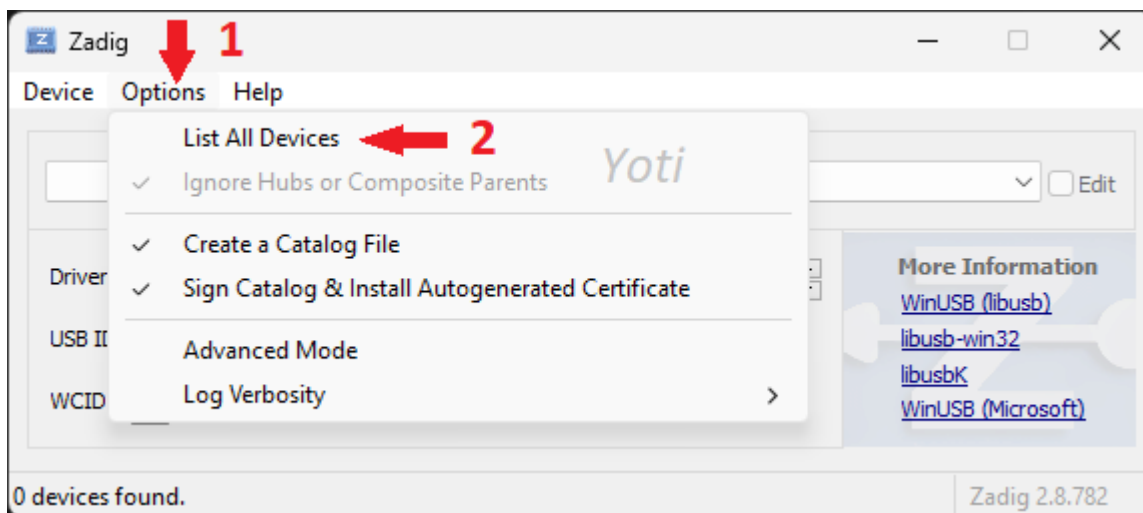 Zadig
1
Device Options Help
List All Devices
2
Yoti
Ignore Hubs or Composite Parents
Edit
Create a Catalog File
Sign Catalog & Install Autogenerated Certificate
Advanced Mode
Log Verbosity
Driver
USB ID
WCID
More Information
WinUSB (libusb)
libusb-win32
libusbK
WinUSB (Microsoft)
0 devices found.
Zadig 2.8.782